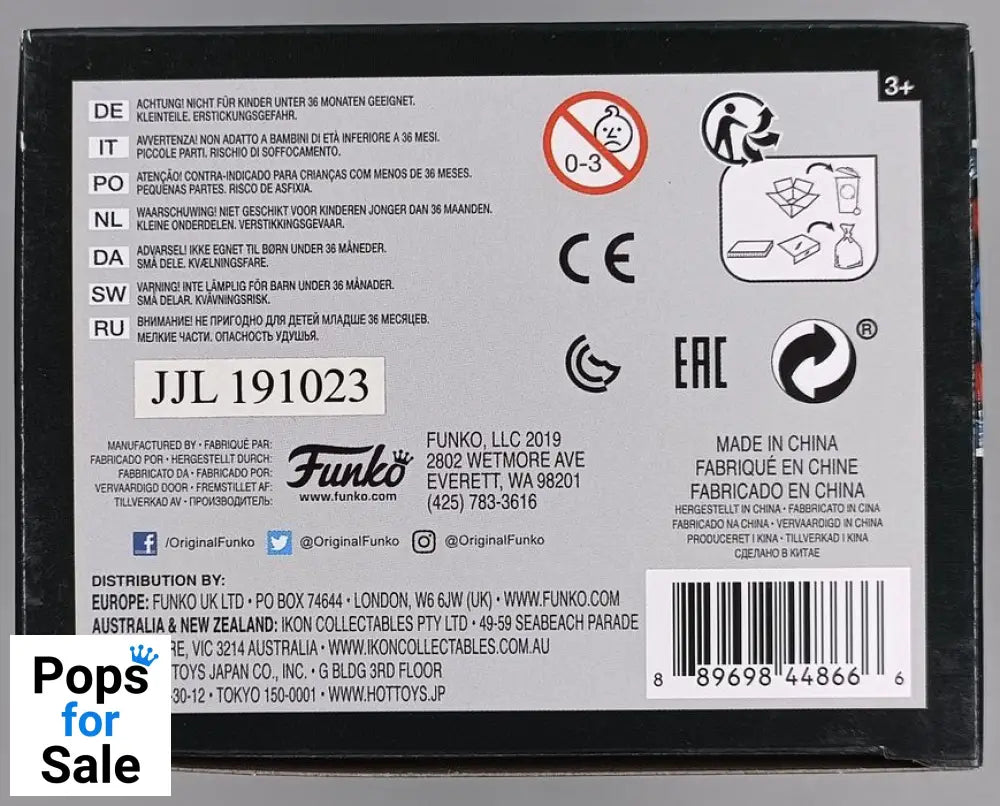 3+
DE ACHTUNG! NICHT FÜR KINDER UNTER 36 MONATEN GEEIGNET.
KLEINTEILE. ERSTICKUNGSGEFAHR.
IT AVVERTENZA! NON ADATTO A BAMBINI DI ETÀ INFERIORE A 36 MESI.
PICCOLE PARTI. RISCHIO DI SOFFOCAMENTO.
PO ATENÇÃO! CONTRA-INDICADO PARA CRIANÇAS COM MENOS DE 36 MESES.
PEQUENAS PARTES. RISCO DE ASFIXIA.
NL WAARSCHUWING! NIET GESCHIKT VOOR KINDEREN JONGER DAN 36 MAANDEN.
KLEINE ONDERDELEN. VERSTIKKINGSGEVAAR.
DA ADVARSEL! IKKE EGNET TIL BØRN UNDER 36 MÅNEDER.
SMÅ DELE. KVÆLNINGSFARE.
SW VARNING! INTE LÄMPLIG FÖR BARN UNDER 36 MÅNADER.
SMÅ DELAR. KVÄVNINGSRISK.
RU ВНИМАНИЕ! НЕ ПРИГОДНО ДЛЯ ДЕТЕЙ МЛАДШЕ 36 МЕСЯЦЕВ.
МЕЛКИЕ ЧАСТИ. ОПАСНОСТЬ УДУШЬЯ.
0-3
CE
EAC
®
JJL 191023
MANUFACTURED BY • FABRIQUÉ PAR:
FABRICADO POR • HERGESTELLT DURCH:
FABBRICATO DA • FABRICADO POR:
VERVAARDIGD DOOR • FREMSTILLET AF:
TILLVERKAD AV • ПРОИЗВОДИТЕЛЬ:
Funko
www.funko.com
FUNKO, LLC 2019
2802 WETMORE AVE
EVERETT, WA 98201
(425) 783-3616
MADE IN CHINA
FABRIQUÉ EN CHINE
FABRICADO EN CHINA
HERGESTELLT IN CHINA • FABBRICATO IN CINA
FABRICADO NA CHINA • VERVAARDIGD IN CHINA
PRODUCERET I KINA • TILLVERKAD I KINA
СДЕЛАНО В КИТАЕ
f /OriginalFunko @OriginalFunko @OriginalFunko
DISTRIBUTION BY:
EUROPE: FUNKO UK LTD • PO BOX 74644 • LONDON, W6 6JW (UK) • WWW.FUNKO.COM
AUSTRALIA & NEW ZEALAND: IKON COLLECTABLES PTY LTD • 49-59 SEABEACH PARADE
RE, VIC 3214 AUSTRALIA • WWW.IKONCOLLECTABLES.COM.AU
TOYS JAPAN CO., INC. • G BLDG 3RD FLOOR
-30-12 • TOKYO 150-0001 • WWW.HOTTOYS.JP
8 89698 44866 6
Pops
for
Sale